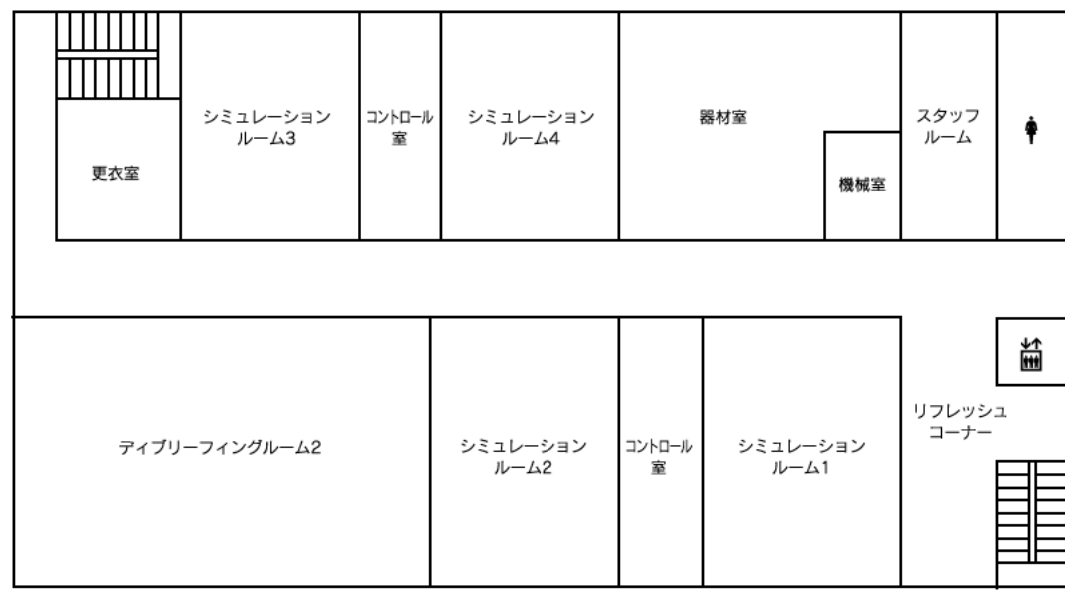 シミュレーション
ルーム3
コントロール
室
シミュレーション
ルーム4
器材室
スタッフ
ルーム
更衣室
機械室
リフレッシュ
コーナー
ディブリーフィングルーム2
シミュレーション
ルーム2
コントロール
室
シミュレーション
ルーム1